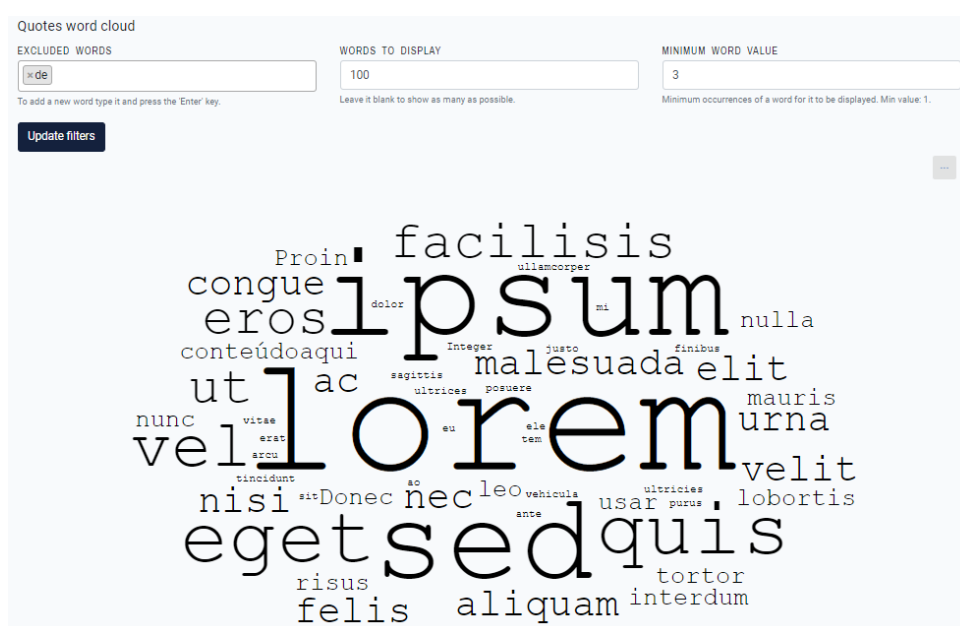 Quotes word cloud
EXCLUDED WORDS
WORDS TO DISPLAY
MINIMUM WORD VALUE
×de
100
3
To add a new word type it and press the 'Enter' key.
Leave it blank to show as many as possible.
Minimum occurrences of a word for it to be displayed. Min value: 1.
Update filters
...
facilisis
Proin
ullamcorper
congue
ipsum
dolor
mi
eros
nulla
Integer
justo
finibus
conteúdoaqui
malesuada
elit
sagittis
ac
ut
ultrices
posuere
lorem
mauris
nunc
vitae
urna
eu
ele
erat
tem
vel
arcu
velit
tincidunt
ao
sit
Donec
nec
leo
vehicula
ultricies
nisi
usar
purus
lobortis
ante
eget
sed
quis
risus
tortor
felis
aliquam
interdum